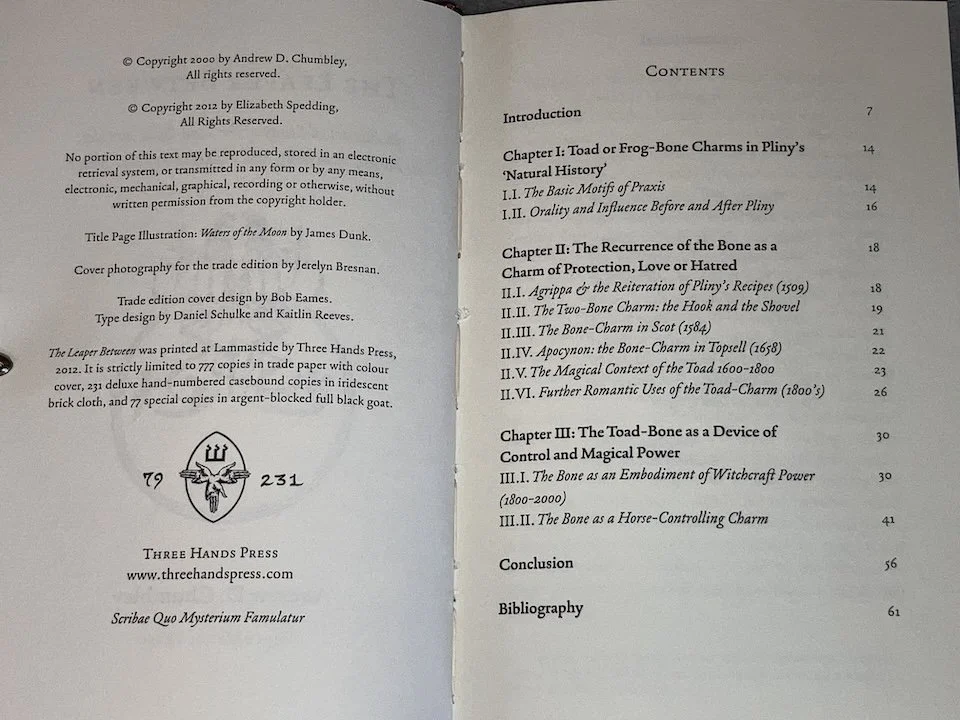 © Copyright 2000 by Andrew D. Chumbley,
All rights reserved.
© Copyright 2012 by Elizabeth Spedding,
All Rights Reserved.
No portion of this text may be reproduced, stored in an electronic
retrieval system, or transmitted in any form or by any means,
electronic, mechanical, graphical, recording or otherwise, without
written permission from the copyright holder.
Title Page Illustration: Waters of the Moon by James Dunk.
Cover photography for the trade edition by Jerelyn Bresnan.
Trade edition cover design by Bob Eames.
Type design by Daniel Schulke and Kaitlin Reeves.
The Leaper Between was printed at Lammastide by Three Hands Press,
2012. It is strictly limited to 777 copies in trade paper with colour
cover, 231 deluxe hand-numbered casebound copies in iridescent
brick cloth, and 77 special copies in argent-blocked full black goat.
79 231
Three Hands Press
www.threehandspress.com
Scribae Quo Mysterium Famulatur
Contents
Introduction 7
Chapter I: Toad or Frog-Bone Charms in Pliny's 14
'Natural History'
I.I. The Basic Motifs of Praxis 14
I.II. Orality and Influence Before and After Pliny 16
Chapter II: The Recurrence of the Bone as a 18
Charm of Protection, Love or Hatred
II.I. Agrippa & the Reiteration of Pliny's Recipes (1509) 18
II.II. The Two-Bone Charm: the Hook and the Shovel 19
II.III. The Bone-Charm in Scot (1584) 21
II.IV. Apocynon: the Bone-Charm in Topsell (1658) 22
II.V. The Magical Context of the Toad 1600-1800 23
II.VI. Further Romantic Uses of the Toad-Charm (1800's) 26
Chapter III: The Toad-Bone as a Device of 30
Control and Magical Power
III.I. The Bone as an Embodiment of Witchcraft Power 30
(1800-2000)
III.II. The Bone as a Horse-Controlling Charm 41
Conclusion 56
Bibliography 61